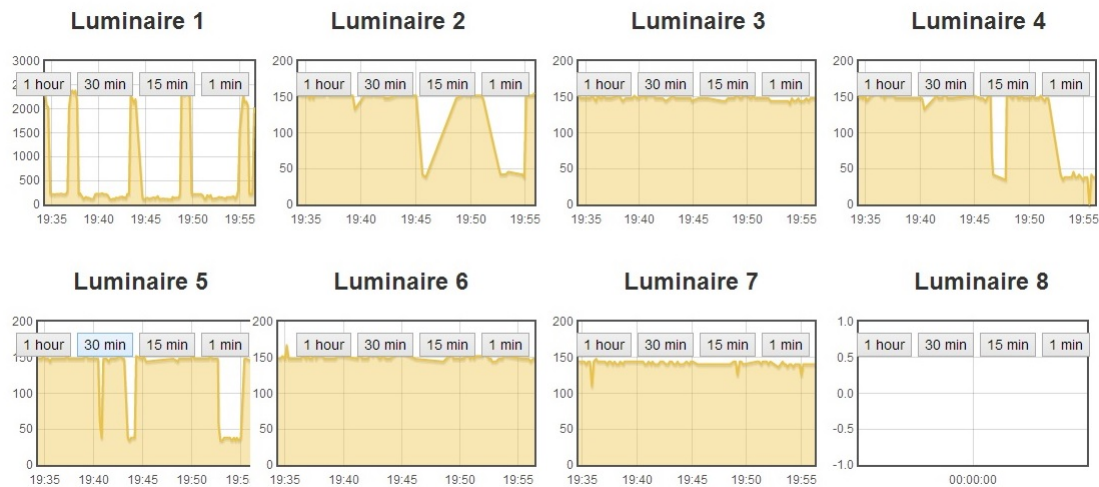 Luminaire 1 Luminaire 2 Luminaire 3 Luminaire 4
3000 200 200 200
1 hour 30 min 15 min 1 min 1 hour 30 min 15 min 1 min 1 hour 30 min 15 min 1 min 1 hour 30 min 15 min 1 min
2000 150 150 150
1500 100 100 100
1000
500 50 50 50
0 0 0 0
19:35 19:40 19:45 19:50 19:55 19:35 19:40 19:45 19:50 19:55 19:35 19:40 19:45 19:50 19:55 19:35 19:40 19:45 19:50 19:55
Luminaire 5 Luminaire 6 Luminaire 7 Luminaire 8
200 200 200 1.0
1 hour 30 min 15 min 1 min 1 hour 30 min 15 min 1 min 1 hour 30 min 15 min 1 min 1 hour 30 min 15 min 1 min
150 150 0.5
100 100 100 0.0
50 50 50 -0.5
0 0 0 -1.0
19:35 19:40 19:45 19:50 19:5 19:35 19:40 19:45 19:50 19:55 19:35 19:40 19:45 19:50 19:55 00:00:00